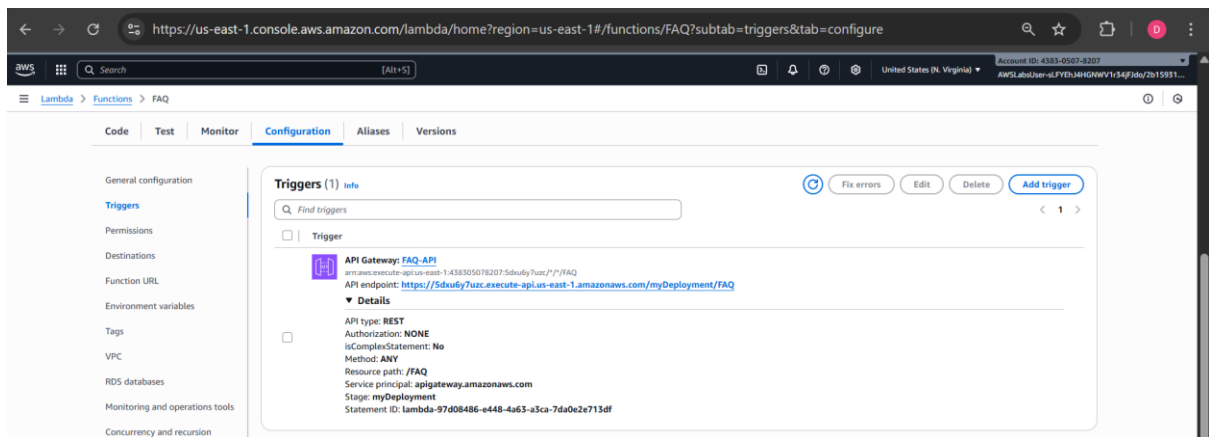 https://us-east-1.console.aws.amazon.com/lambda/home?region=us-east-1#/functions/FAQ?subtab=triggers&tab=configure
D
aws
Search
[Alt+S]
United States (N. Virginia)
Account ID: 4383-0507-8207
Lambda > Functions > FAQ
Code
Test
Monitor
Configuration
Aliases
Versions
General configuration
Triggers
Permissions
Destinations
Function URL
Environment variables
Tags
VPC
RDS databases
Monitoring and operations tools
Concurrency and recursion
Triggers (1) Info
Fix errors
Edit
Delete
Add trigger
Find triggers
< 1 >
Trigger
API Gateway: FAQ-API
arn:aws:execute-api:us-east-1:438305078207:5dxu6y7uzc/*/*/FAQ
API endpoint: https://5dxu6y7uzc.execute-api.us-east-1.amazonaws.com/myDeployment/FAQ
Details
API type: REST
Authorization: NONE
isComplexStatement: No
Method: ANY
Resource path: /FAQ
Service principal: apigateway.amazonaws.com
Stage: myDeployment
Statement ID: lambda-97d08486-e448-4a63-a3ca-7da0e2e713df